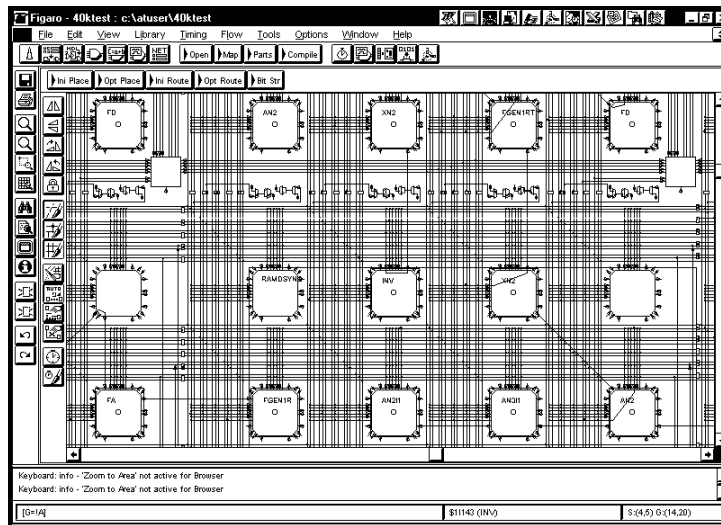 Figaro - 40ktest : c:\atuser\40ktest
File Edit View Library Timing Flow Tools Options Window Help
Open Map Parts Compile
Ini Place Opt Place Ini Route Opt Route Bit Str
FD AN2 XN2 FGEN1RT FD
RAMDSYN INV XN2
FA FGEN1R AN2I1 AN3I1 AN2
Keyboard: info - 'Zoom to Area' not active for Browser
Keyboard: info - 'Zoom to Area' not active for Browser
[G=!A] $1I143 (INV) S:(4,5) G:(14,20)